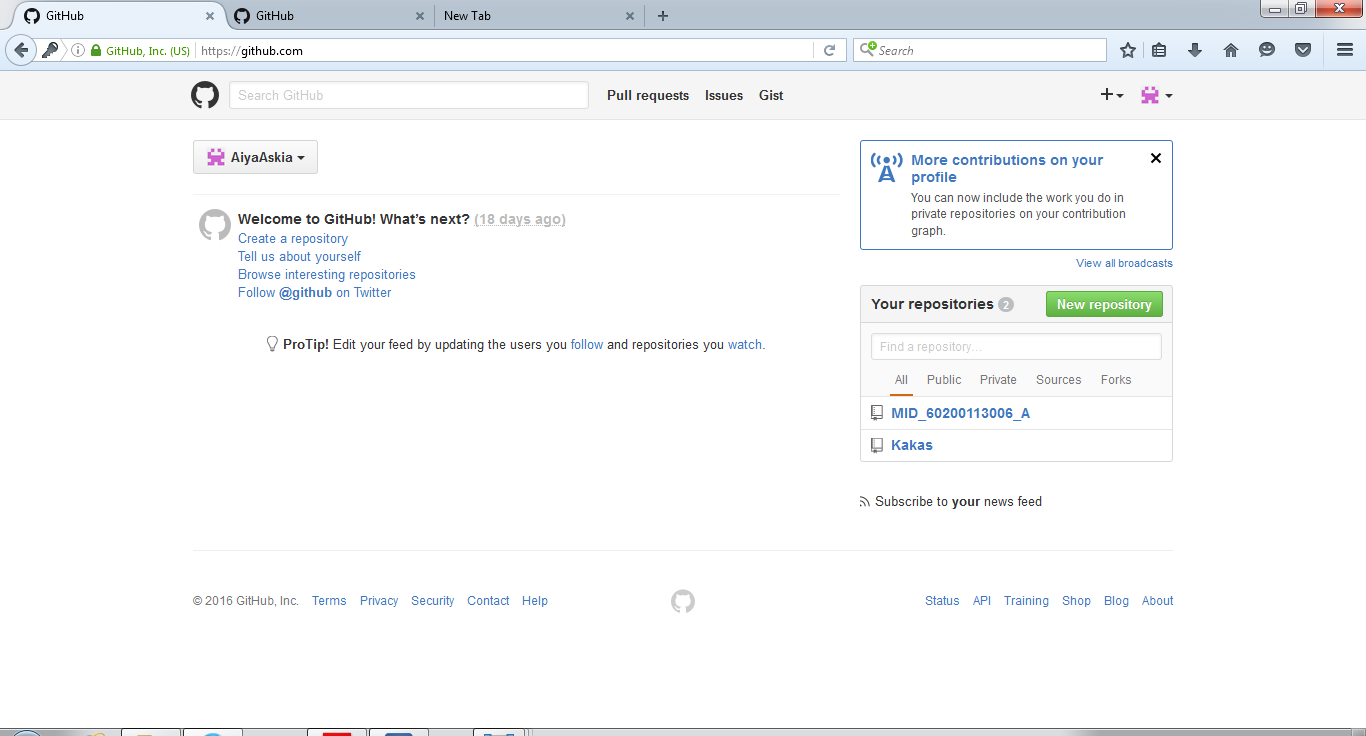 GitHub
GitHub
New Tab
GitHub, Inc. (US)
https://github.com
Search
Search GitHub
Pull requests
Issues
Gist
AiyaAskia
Welcome to GitHub! What's next? (18 days ago)
Create a repository
Tell us about yourself
Browse interesting repositories
Follow @github on Twitter
ProTip! Edit your feed by updating the users you follow and repositories you watch.
More contributions on your
profile
You can now include the work you do in
private repositories on your contribution
graph.
View all broadcasts
Your repositories 2
New repository
Find a repository...
All
Public
Private
Sources
Forks
MID_60200113006_A
Kakas
Subscribe to your news feed
© 2016 GitHub, Inc.
Terms
Privacy
Security
Contact
Help
Status
API
Training
Shop
Blog
About